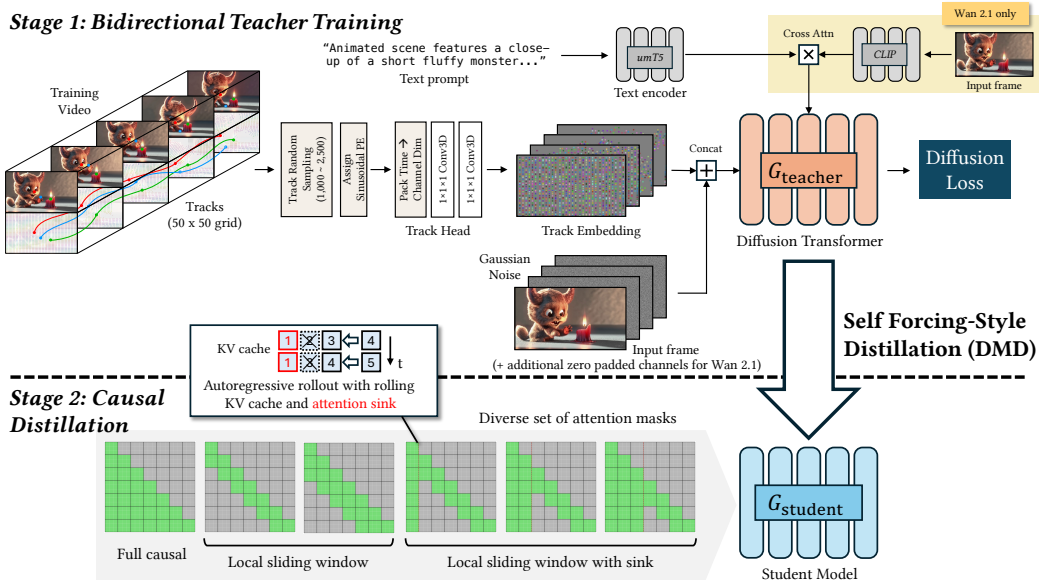 Stage 1: Bidirectional Teacher Training
Wan 2.1 only
"Animated scene features a close-
up of a short fluffy monster..."
Text prompt
umT5
Text encoder
Cross Attn
CLIP
Input frame
Training
Video
Tracks
(50 x 50 grid)
Track Random
Sampling
(1,000 ~ 2,500)
Assign
Sinusoidal PE
Pack Time →
Channel Dim
1×1×1 Conv3D
1×1×1 Conv3D
Track Head
Track Embedding
Concat
G teacher
Diffusion Transformer
Diffusion
Loss
Gaussian
Noise
Input frame
(+ additional zero padded channels for Wan 2.1)
Self Forcing-Style
Distillation (DMD)
KV cache
1 2 3 4
1 3 4 5
t
Autoregressive rollout with rolling
KV cache and attention sink
Stage 2: Causal
Distillation
Diverse set of attention masks
Full causal
Local sliding window
Local sliding window with sink
G student
Student Model